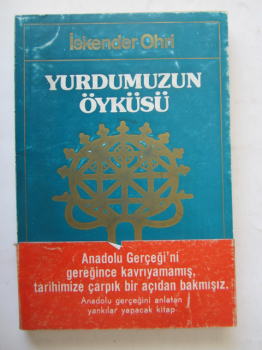 İskender Ohri
YURDUMUZUN
ÖYKÜSÜ
Anadolu Gerçeği'ni
gereğince kavrıyamamış,
tarihimize çarpık bir açıdan bakmışız.
Anadolu gerçeğini anlatan
yankılar yapacak kitap